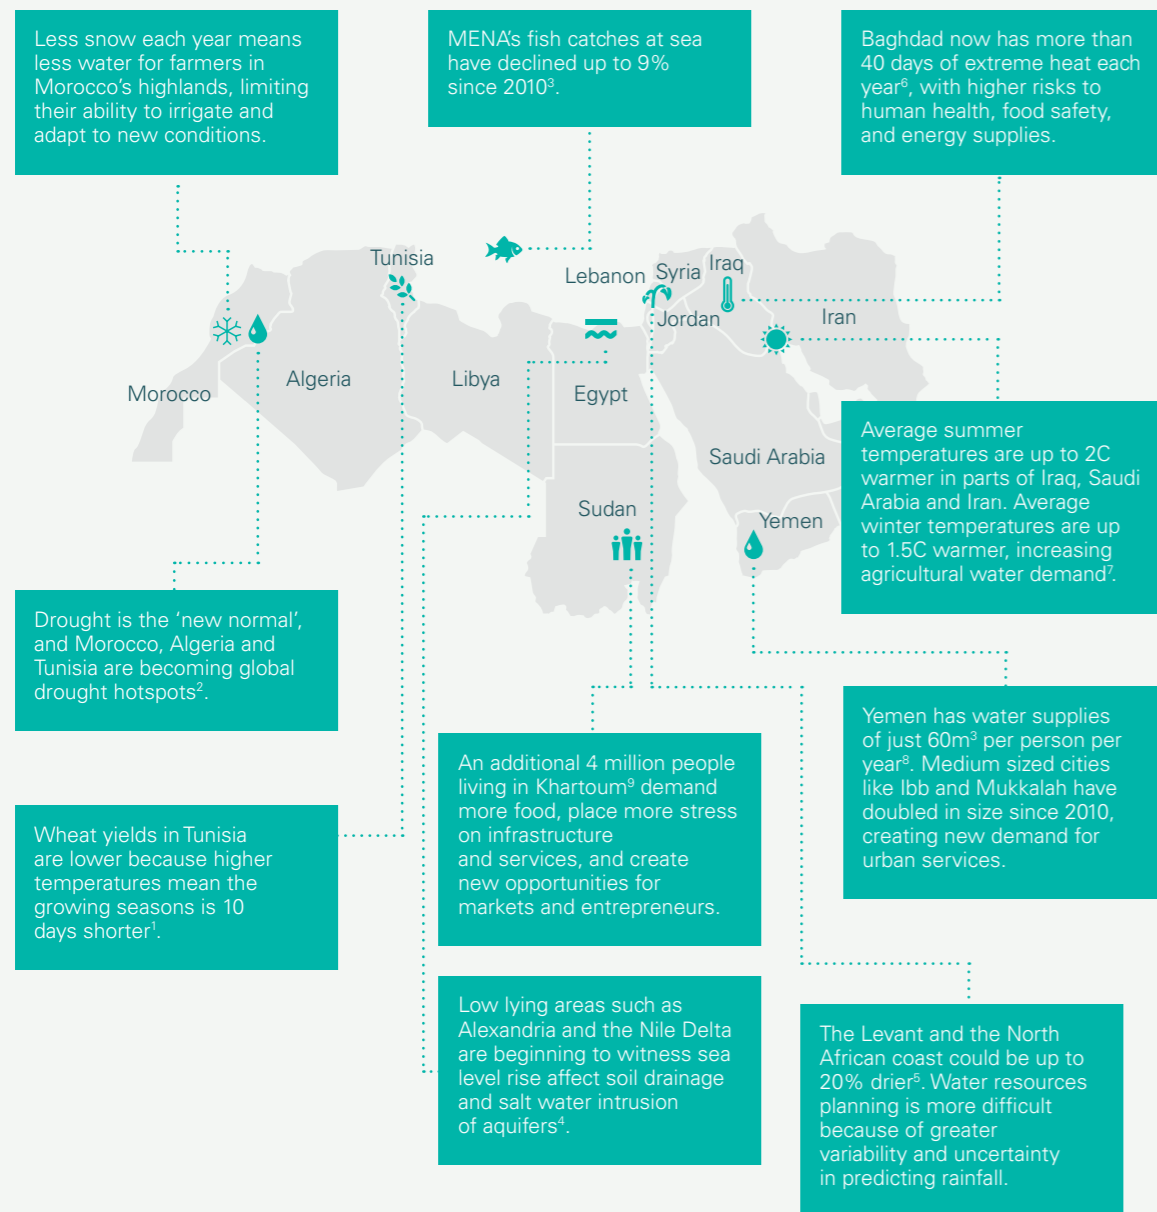 Less snow each year means
less water for farmers in
Morocco’s highlands, limiting
their ability to irrigate and
adapt to new conditions.
MENA’s fish catches at sea
have declined up to 9%
since 2010³.
Baghdad now has more than
40 days of extreme heat each
year⁶, with higher risks to
human health, food safety,
and energy supplies.
Tunisia
Lebanon
Syria
Iraq
Jordan
Iran
Morocco
Algeria
Libya
Egypt
Saudi Arabia
Sudan
Yemen
Average summer
temperatures are up to 2C
warmer in parts of Iraq, Saudi
Arabia and Iran. Average
winter temperatures are up
to 1.5C warmer, increasing
agricultural water demand⁷.
Drought is the ‘new normal’,
and Morocco, Algeria and
Tunisia are becoming global
drought hotspots².
Yemen has water supplies
of just 60m³ per person per
year⁸. Medium sized cities
like Ibb and Mukkalah have
doubled in size since 2010,
creating new demand for
urban services.
An additional 4 million people
living in Khartoum⁹ demand
more food, place more stress
on infrastructure
and services, and create
new opportunities for
markets and entrepreneurs.
Wheat yields in Tunisia
are lower because higher
temperatures mean the
growing seasons is 10
days shorter¹.
Low lying areas such as
Alexandria and the Nile Delta
are beginning to witness sea
level rise affect soil drainage
and salt water intrusion
of aquifers⁴.
The Levant and the North
African coast could be up to
20% drier⁵. Water resources
planning is more difficult
because of greater
variability and uncertainty
in predicting rainfall.